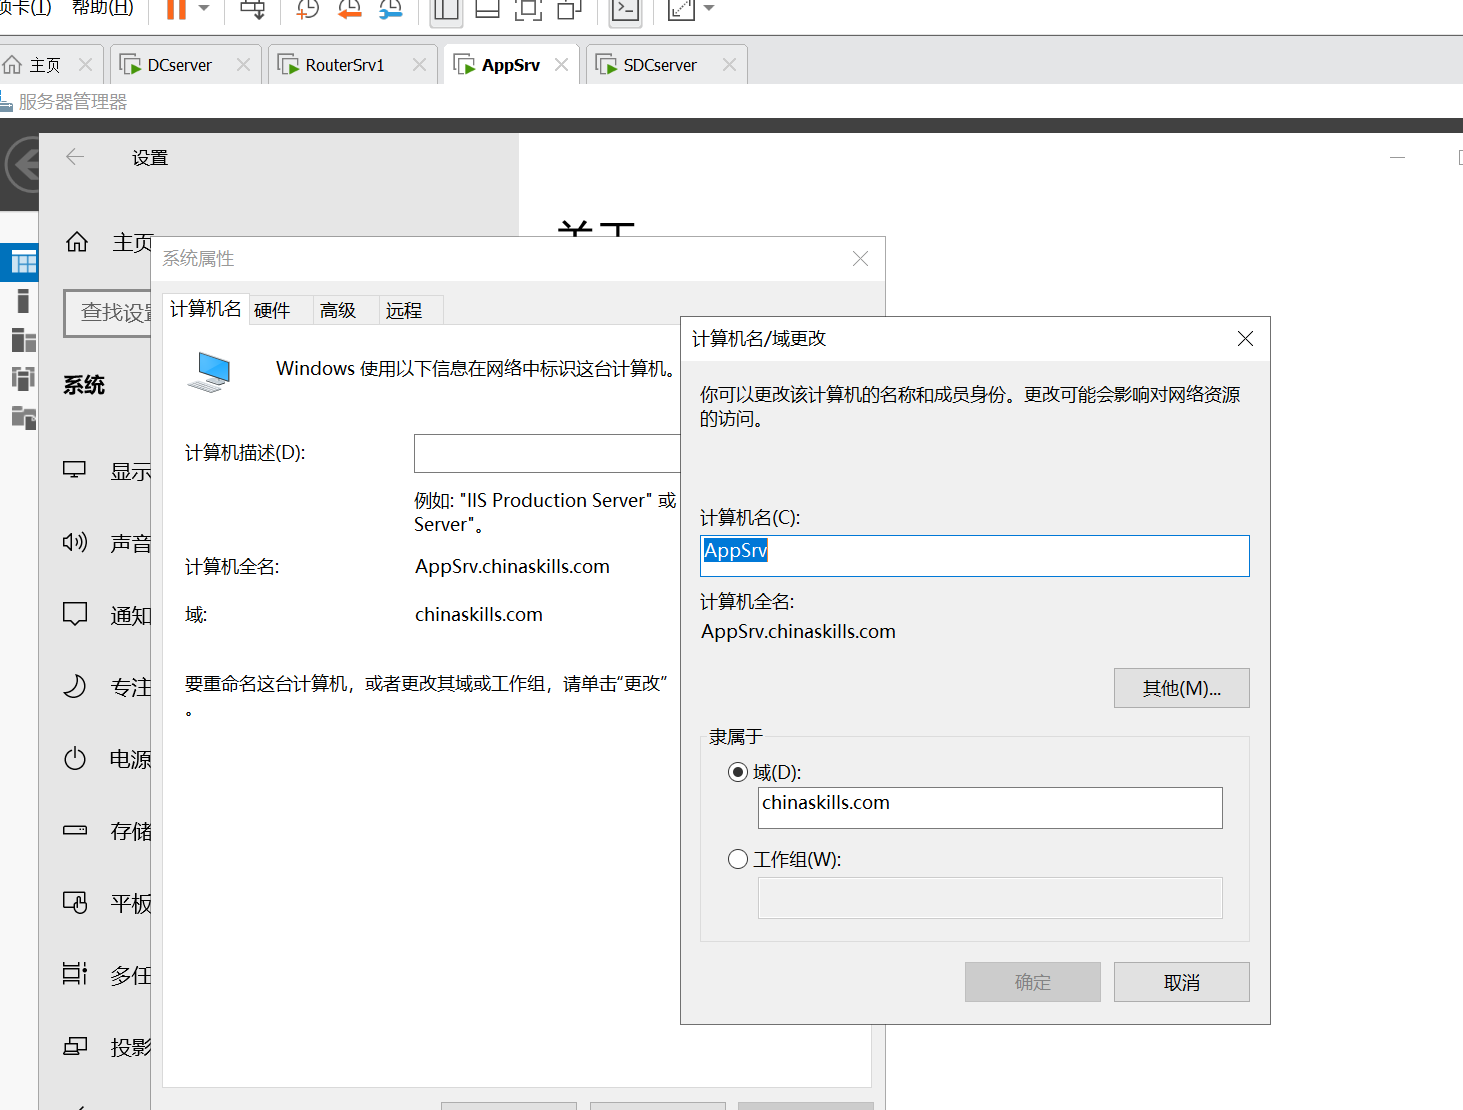 项卡(T) 帮助(H)
主页 DCserver RouterSrv1 AppSrv SDCserver
服务器管理器
设置
关于
主页
系统属性
查找设置
计算机名 硬件 高级 远程
计算机名/域更改
Windows 使用以下信息在网络中标识这台计算机。
系统
你可以更改该计算机的名称和成员身份。更改可能会影响对网络资源
的访问。
计算机描述(D):
显示
例如: "IIS Production Server" 或
Server"。
计算机名(C):
声音
AppSrv
计算机全名: AppSrv.chinaskills.com
计算机全名:
AppSrv.chinaskills.com
域: chinaskills.com
通知
要重命名这台计算机，或者更改其域或工作组，请单击“更改”
。
专注
其他(M)...
隶属于
电源
域(D):
chinaskills.com
存储
工作组(W):
平板
多任
确定 取消
投影